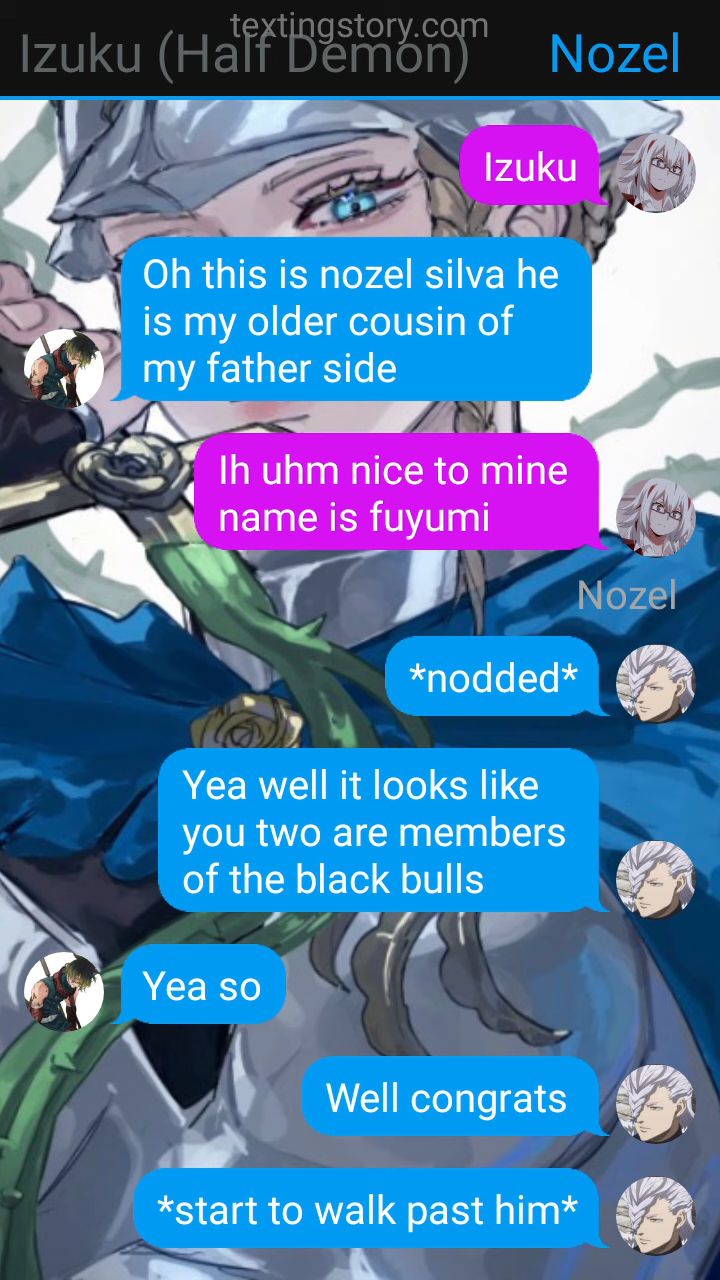 textingstory.com
Izuku (Half Demon)
Nozel
Izuku
Oh this is nozel silva he
is my older cousin of
my father side
Ih uhm nice to mine
name is fuyumi
Nozel
*nodded*
Yea well it looks like
you two are members
of the black bulls
Yea so
Well congrats
*start to walk past him*